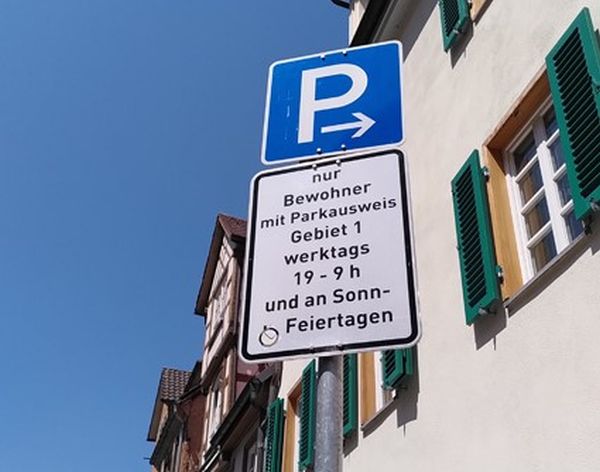 P
nur
Bewohner
mit Parkausweis
Gebiet 1
werktags
19 - 9 h
und an Sonn-
Feiertagen